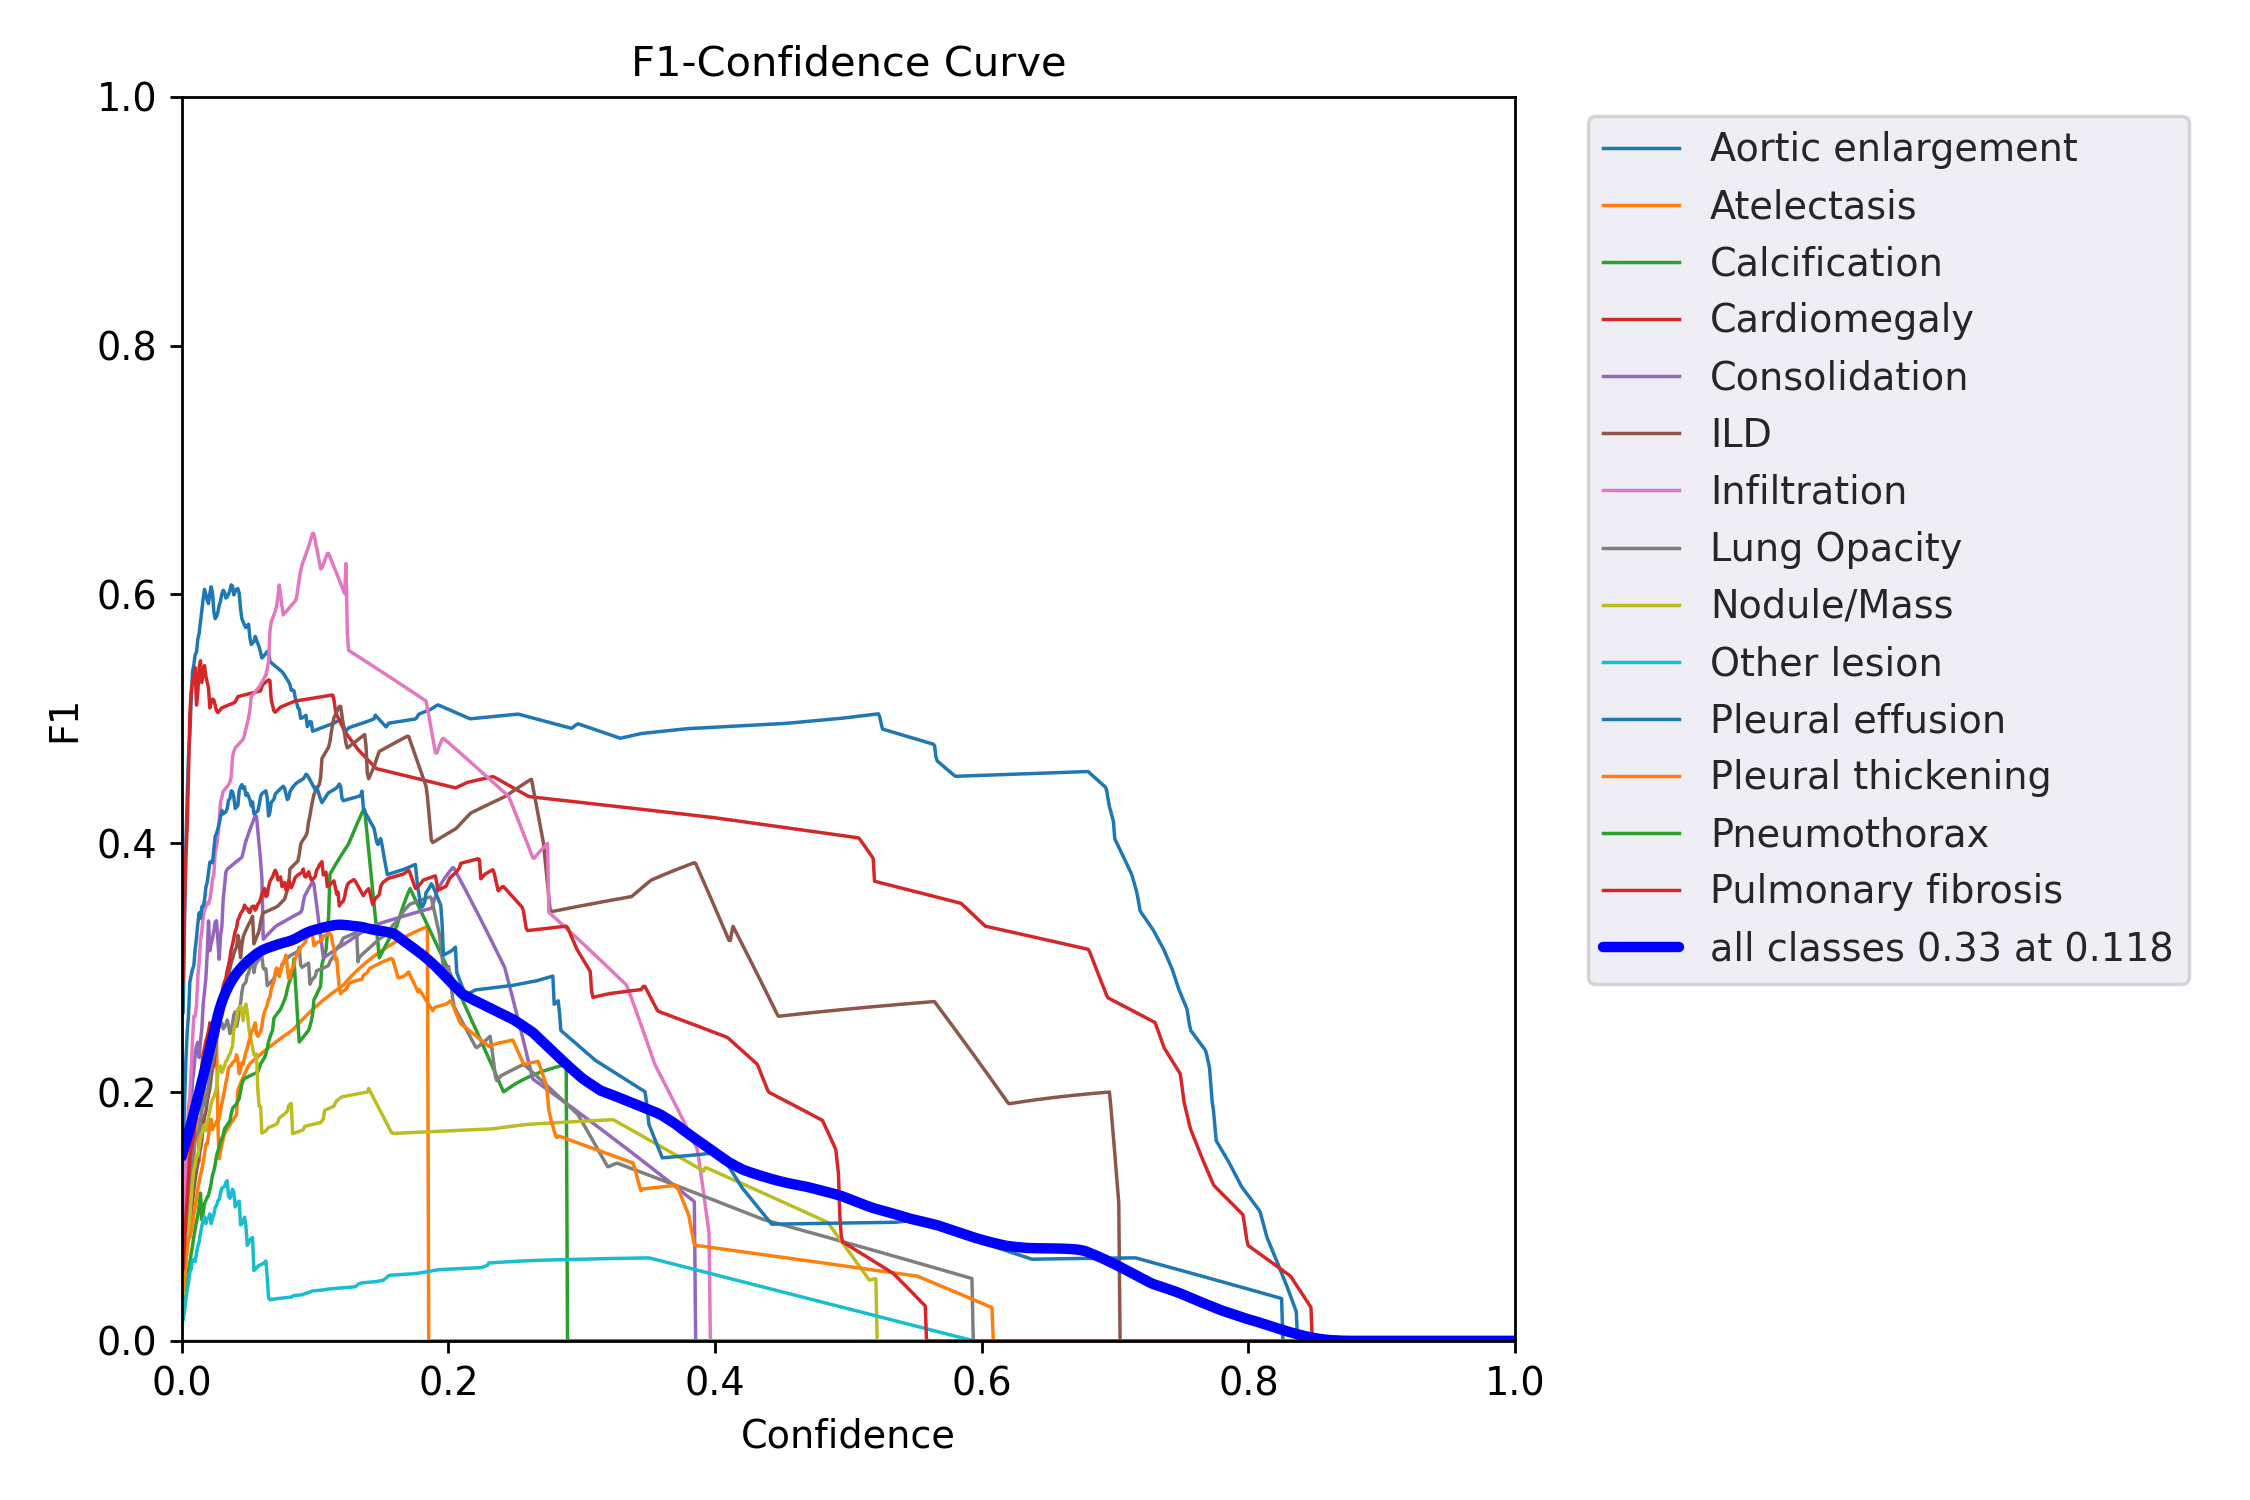 F1-Confidence Curve
1.0
0.8
0.6
0.4
0.2
0.0
F1
0.0 0.2 0.4 0.6 0.8 1.0
Confidence
Aortic enlargement
Atelectasis
Calcification
Cardiomegaly
Consolidation
ILD
Infiltration
Lung Opacity
Nodule/Mass
Other lesion
Pleural effusion
Pleural thickening
Pneumothorax
Pulmonary fibrosis
all classes 0.33 at 0.118